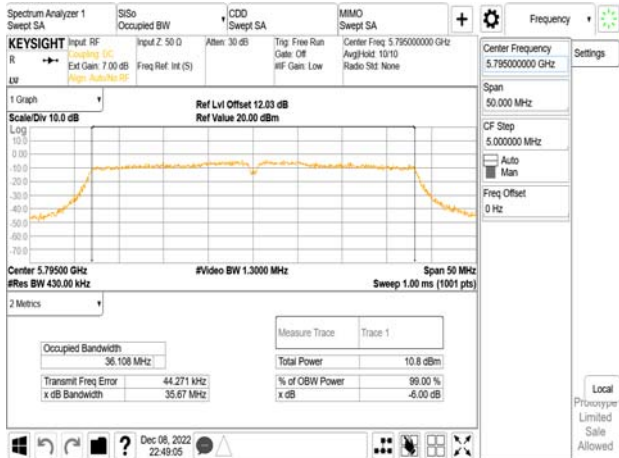 Spectrum Analyzer 1
Swept SA
SiSo
Occupied BW
CDD
Swept SA
MIMO
Swept SA
+
Frequency
KEYSIGHT
R
LXI
Input: RF
Coupling: DC
Ext Gain: 7.00 dB
Align: Auto/No RF
Input Z: 50 Ω
Freq Ref: Int (S)
Atten: 30 dB
Trig: Free Run
Gate: Off
#IF Gain: Low
Center Freq: 5.795000000 GHz
Avg|Hold: 10/10
Radio Std: None
Center Frequency
5.795000000 GHz
Settings
Span
50.000 MHz
CF Step
5.000000 MHz
Auto
Man
Freq Offset
0 Hz
1 Graph
Scale/Div 10.0 dB
Ref Lvl Offset 12.03 dB
Ref Value 20.00 dBm
Log
10.0
0.00
-10.0
-20.0
-30.0
-40.0
-50.0
-60.0
-70.0
Center 5.79500 GHz
#Res BW 430.00 kHz
#Video BW 1.3000 MHz
Span 50 MHz
Sweep 1.00 ms (1001 pts)
2 Metrics
Measure Trace Trace 1
Occupied Bandwidth
36.108 MHz
Total Power 10.8 dBm
Transmit Freq Error 44.271 kHz
% of OBW Power 99.00 %
x dB Bandwidth 35.67 MHz
x dB -6.00 dB
Local
Prototype
Limited
Sale
Allowed
?
Dec 08, 2022
22:49:05